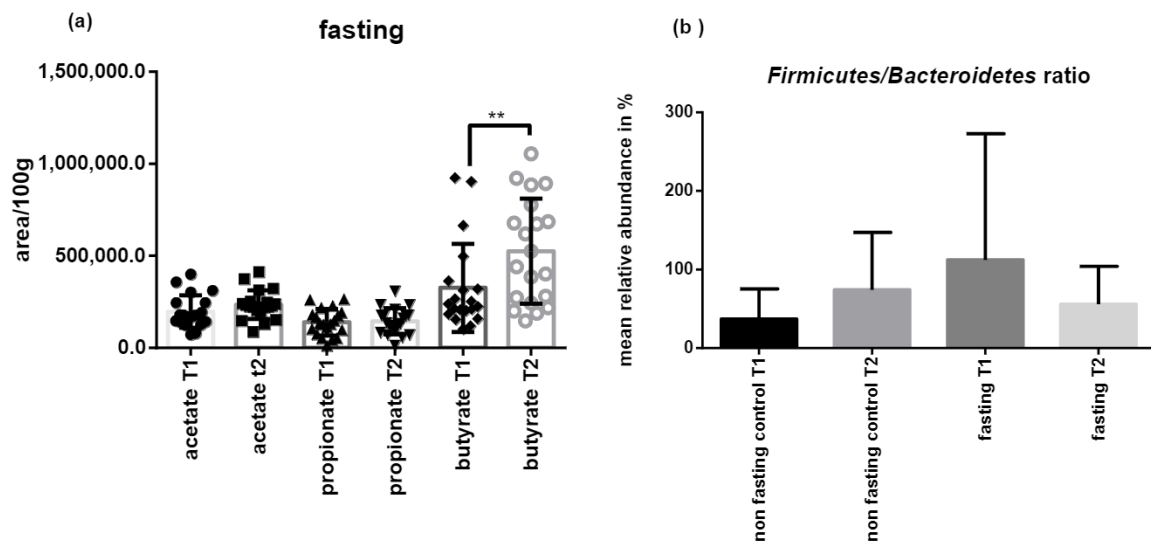 (a)
fasting
1,500,000.0
1,000,000.0
500,000.0
0.0
area/100g
**
acetate T1
acetate t2
propionate T1
propionate T2
butyrate T1
butyrate T2
(b )
Firmicutes/Bacteroidetes ratio
300
200
100
0
mean relative abundance in %
non fasting control T1
non fasting control T2
fasting T1
fasting T2